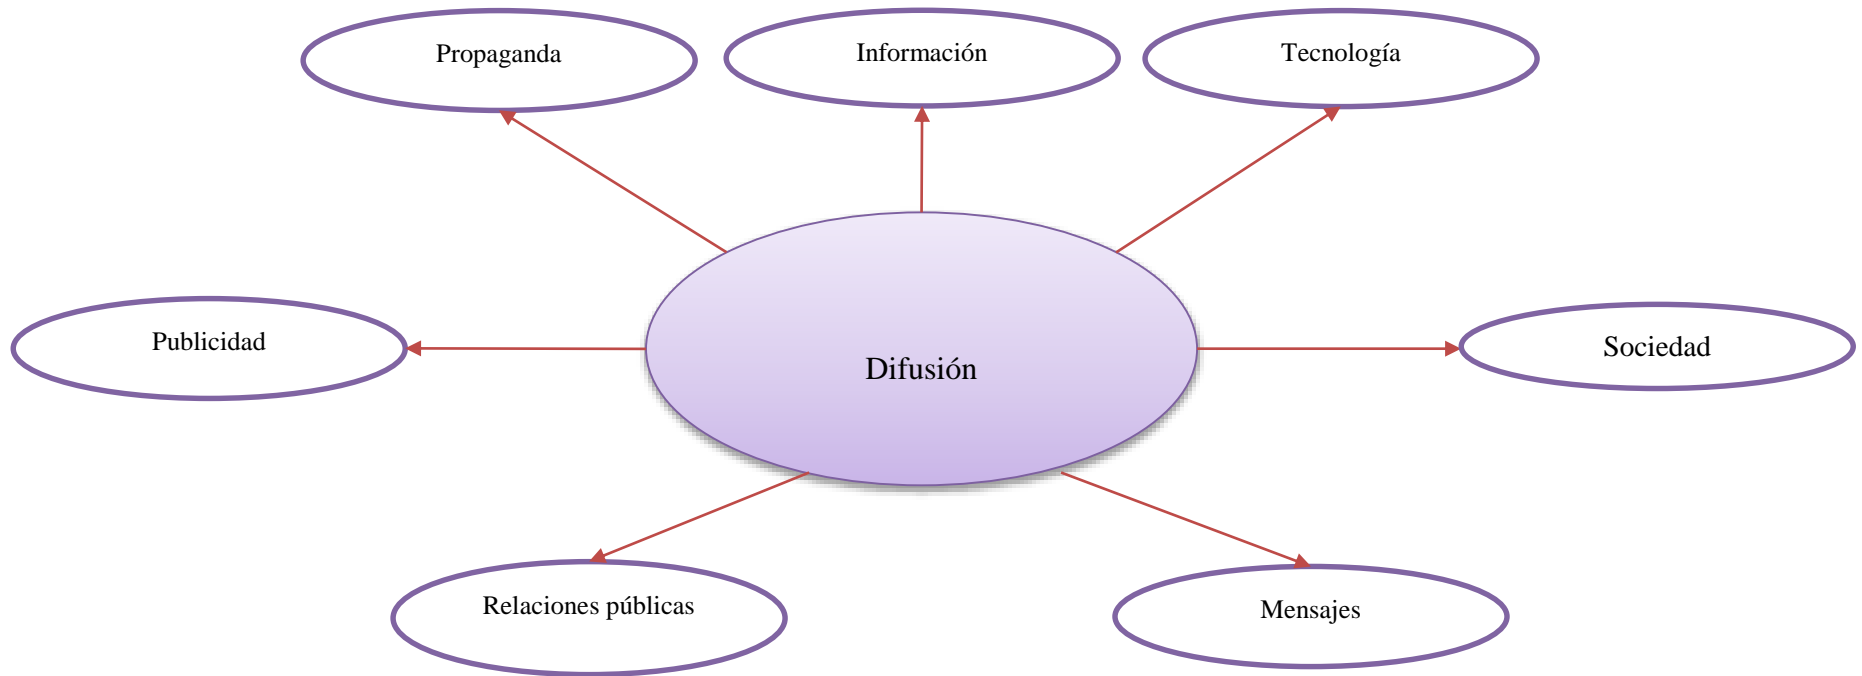 Propaganda
Información
Tecnología
Publicidad
Sociedad
Difusión
Relaciones públicas
Mensajes